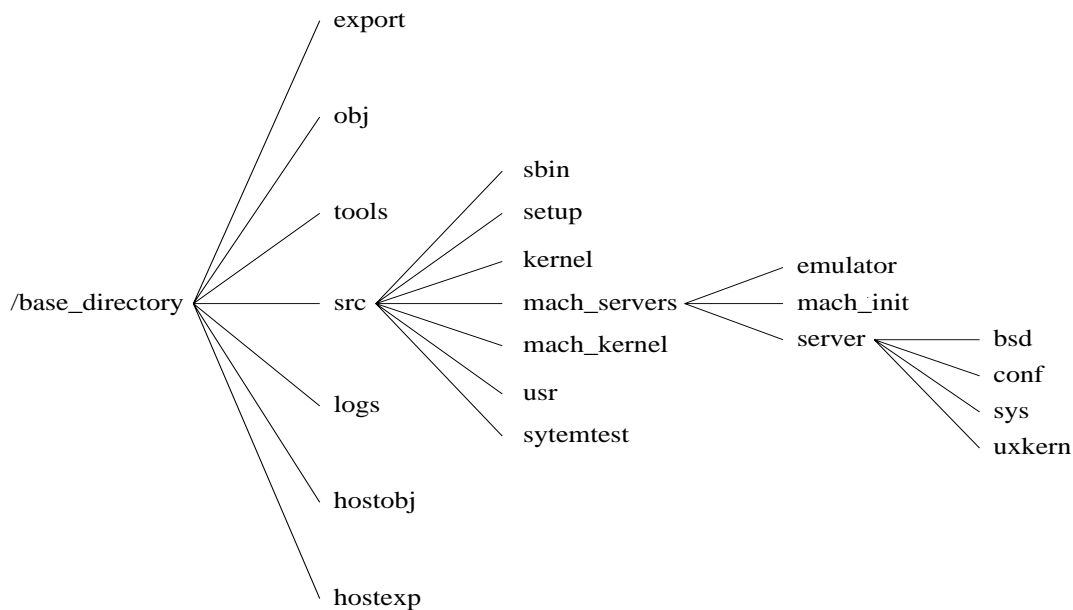 export
obj
tools
/base_directory
src
logs
hostobj
hostexp
sbin
setup
kernel
mach_servers
mach_kernel
usr
sytemtest
emulator
mach_init
server
bsd
conf
sys
uxkern